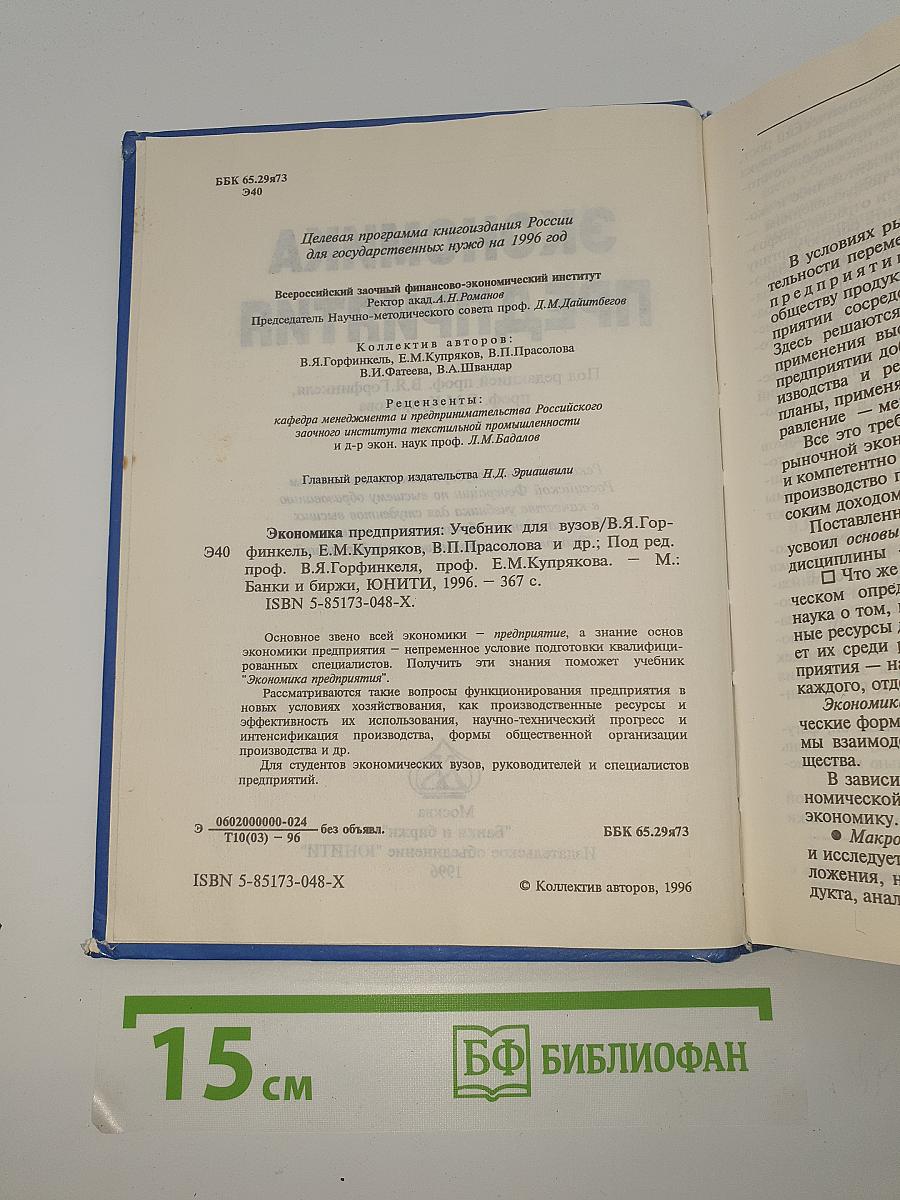 ББК 65.29я73
Э40
Целевая программа книгоиздания России
для государственных нужд на 1996 год
Всероссийский заочный финансово-экономический институт
Ректор акад.А.Н.Романов
Председатель Научно-методического совета проф. Д.М.Дайитбегов
Коллектив авторов:
В.Я.Горфинкель, Е.М.Купряков, В.П.Прасолова
В.И.Фатеева, В.А.Швандар
Рецензенты:
кафедра менеджмента и предпринимательства Российского
заочного института текстильной промышленности
и д-р экон. наук проф. Л.М.Бадалов
Главный редактор издательства Н.Д. Эриашвили
Экономика предприятия: Учебник для вузов/В.Я.Гор-
Э40 финкель, Е.М.Купряков, В.П.Прасолова и др.; Под ред.
проф. В.Я.Горфинкеля, проф. Е.М.Купрякова. — М.:
Банки и биржи, ЮНИТИ, 1996. — 367 с.
ISBN 5-85173-048-X.
Основное звено всей экономики — предприятие, а знание основ
экономики предприятия — непременное условие подготовки квалифици-
рованных специалистов. Получить эти знания поможет учебник
"Экономика предприятия".
Рассматриваются такие вопросы функционирования предприятия в
новых условиях хозяйствования, как производственные ресурсы и
эффективность их использования, научно-технический прогресс и
интенсификация производства, формы общественной организации
производства и др.
Для студентов экономических вузов, руководителей и специалистов
предприятий.
Э 0602000000-024 без объявл.
Т10(03) — 96
ББК 65.29я73
ISBN 5-85173-048-X
© Коллектив авторов, 1996
В условиях ры
тельности переме
предприяти
обществу продук
приятии сосред
Здесь решаются
применения выс
предприятии доб
изводства и ре
планы, применя
равление — ме
Все это треб
рыночной экон
и компетентно
производство п
соким доходом
Поставленн
усвоил основы
дисциплины
☐ Что же
ческом опред
наука о том,
ные ресурсы д
ет их среди
приятия — на
каждого, отд
Экономик
ческие форм
мы взаимод
щества.
В зависи
номической
экономику.
● Макро
и исследует
ложения, н
дукта, анал
15 см
БФ БИБЛИОФАН